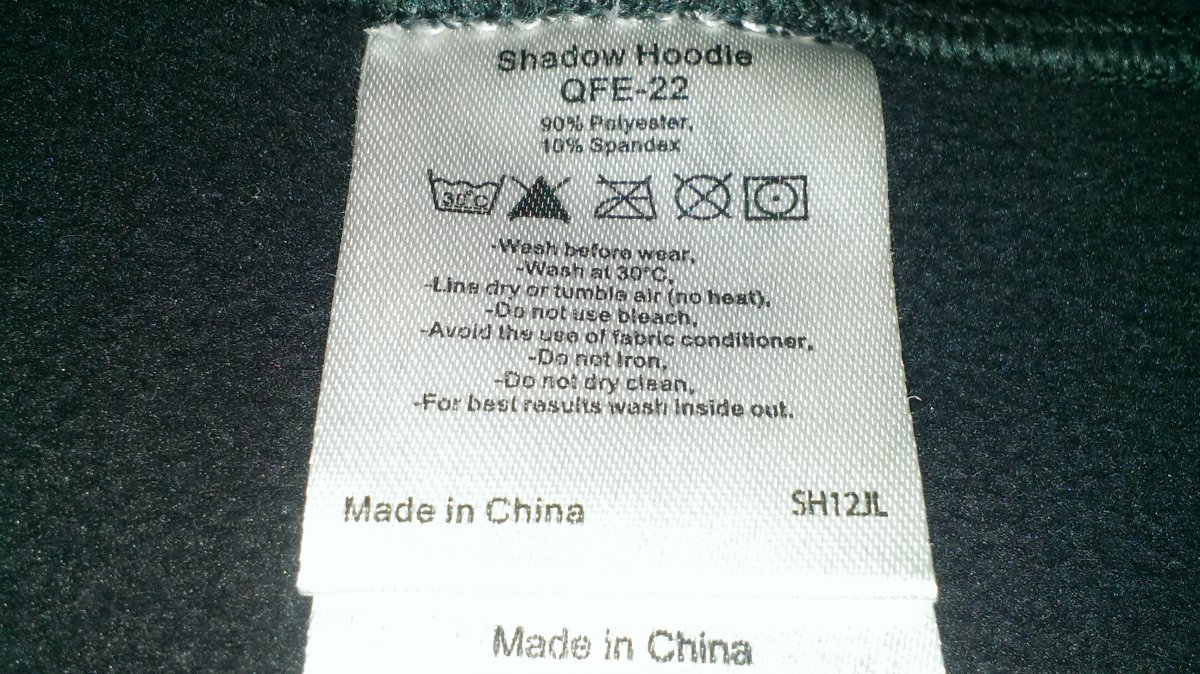 Shadow Hoodie
QFE-22
90% Polyester,
10% Spandex
30°C
-Wash before wear,
-Wash at 30°C,
-Line dry or tumble air (no heat),
-Do not use bleach,
-Avoid the use of fabric conditioner,
-Do not Iron,
-Do not dry clean,
-For best results wash inside out.
Made in China SH12JL
Made in China